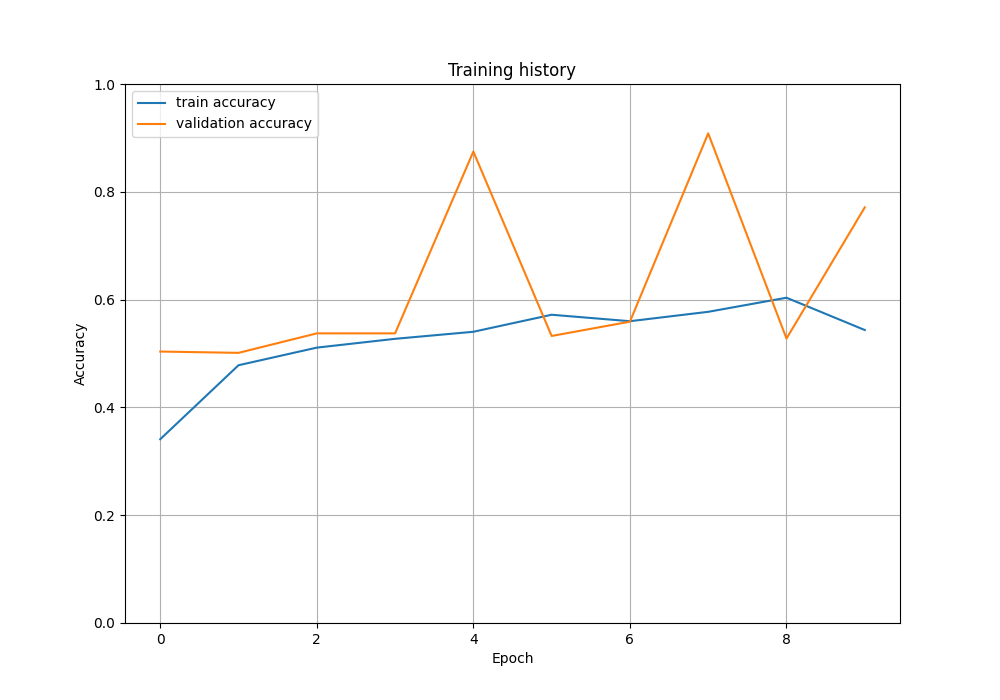 Training history
train accuracy
validation accuracy
1.0
0.8
0.6
0.4
0.2
0.0
Accuracy
0 2 4 6 8
Epoch